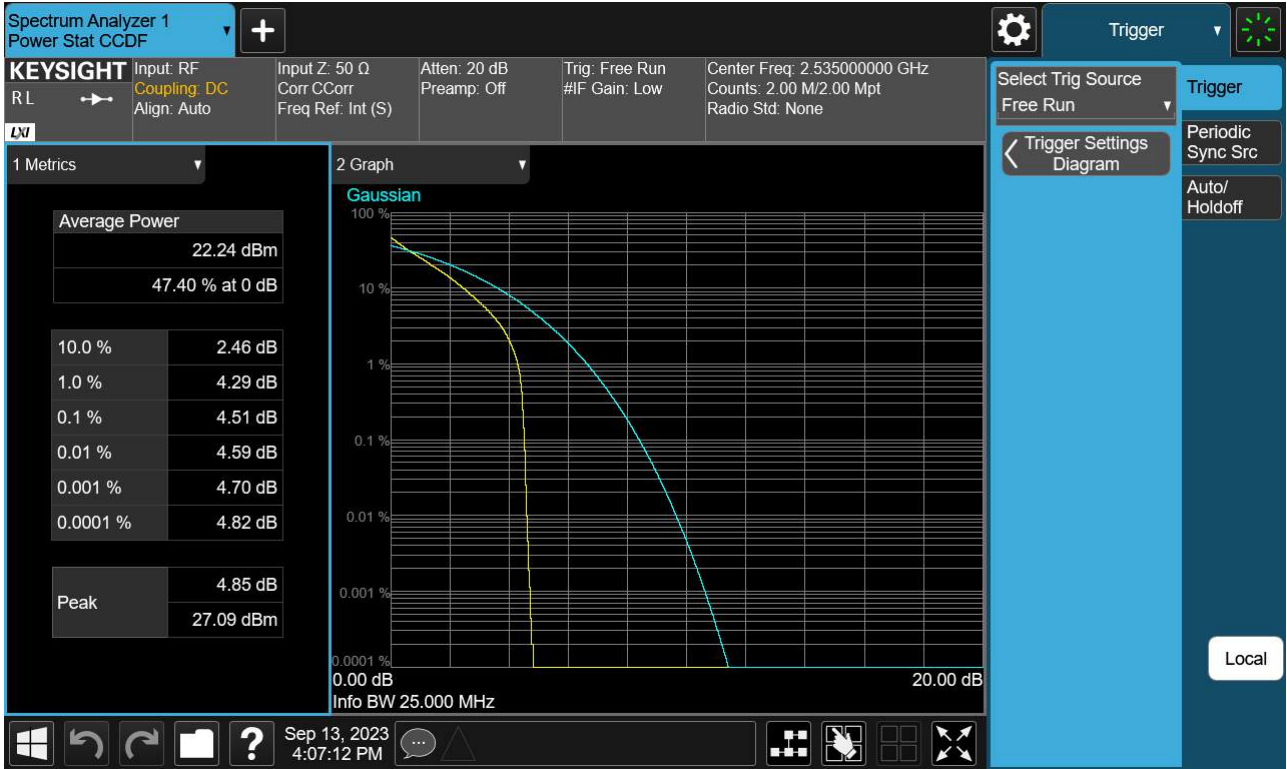 Spectrum Analyzer 1
Power Stat CCDF
Trigger
KEYSIGHT
RL
LXI
Input: RF
Coupling: DC
Align: Auto
Input Z: 50 Ω
Corr CCorr
Freq Ref: Int (S)
Atten: 20 dB
Preamp: Off
Trig: Free Run
#IF Gain: Low
Center Freq: 2.535000000 GHz
Counts: 2.00 M/2.00 Mpt
Radio Std: None
Select Trig Source
Free Run
Trigger Settings
Diagram
Trigger
Periodic
Sync Src
Auto/
Holdoff
1 Metrics
Average Power
22.24 dBm
47.40 % at 0 dB
10.0 % 2.46 dB
1.0 % 4.29 dB
0.1 % 4.51 dB
0.01 % 4.59 dB
0.001 % 4.70 dB
0.0001 % 4.82 dB
Peak
4.85 dB
27.09 dBm
2 Graph
Gaussian
100 %
10 %
1 %
0.1 %
0.01 %
0.001 %
0.0001 %
0.00 dB 20.00 dB
Info BW 25.000 MHz
Local
?
Sep 13, 2023
4:07:12 PM